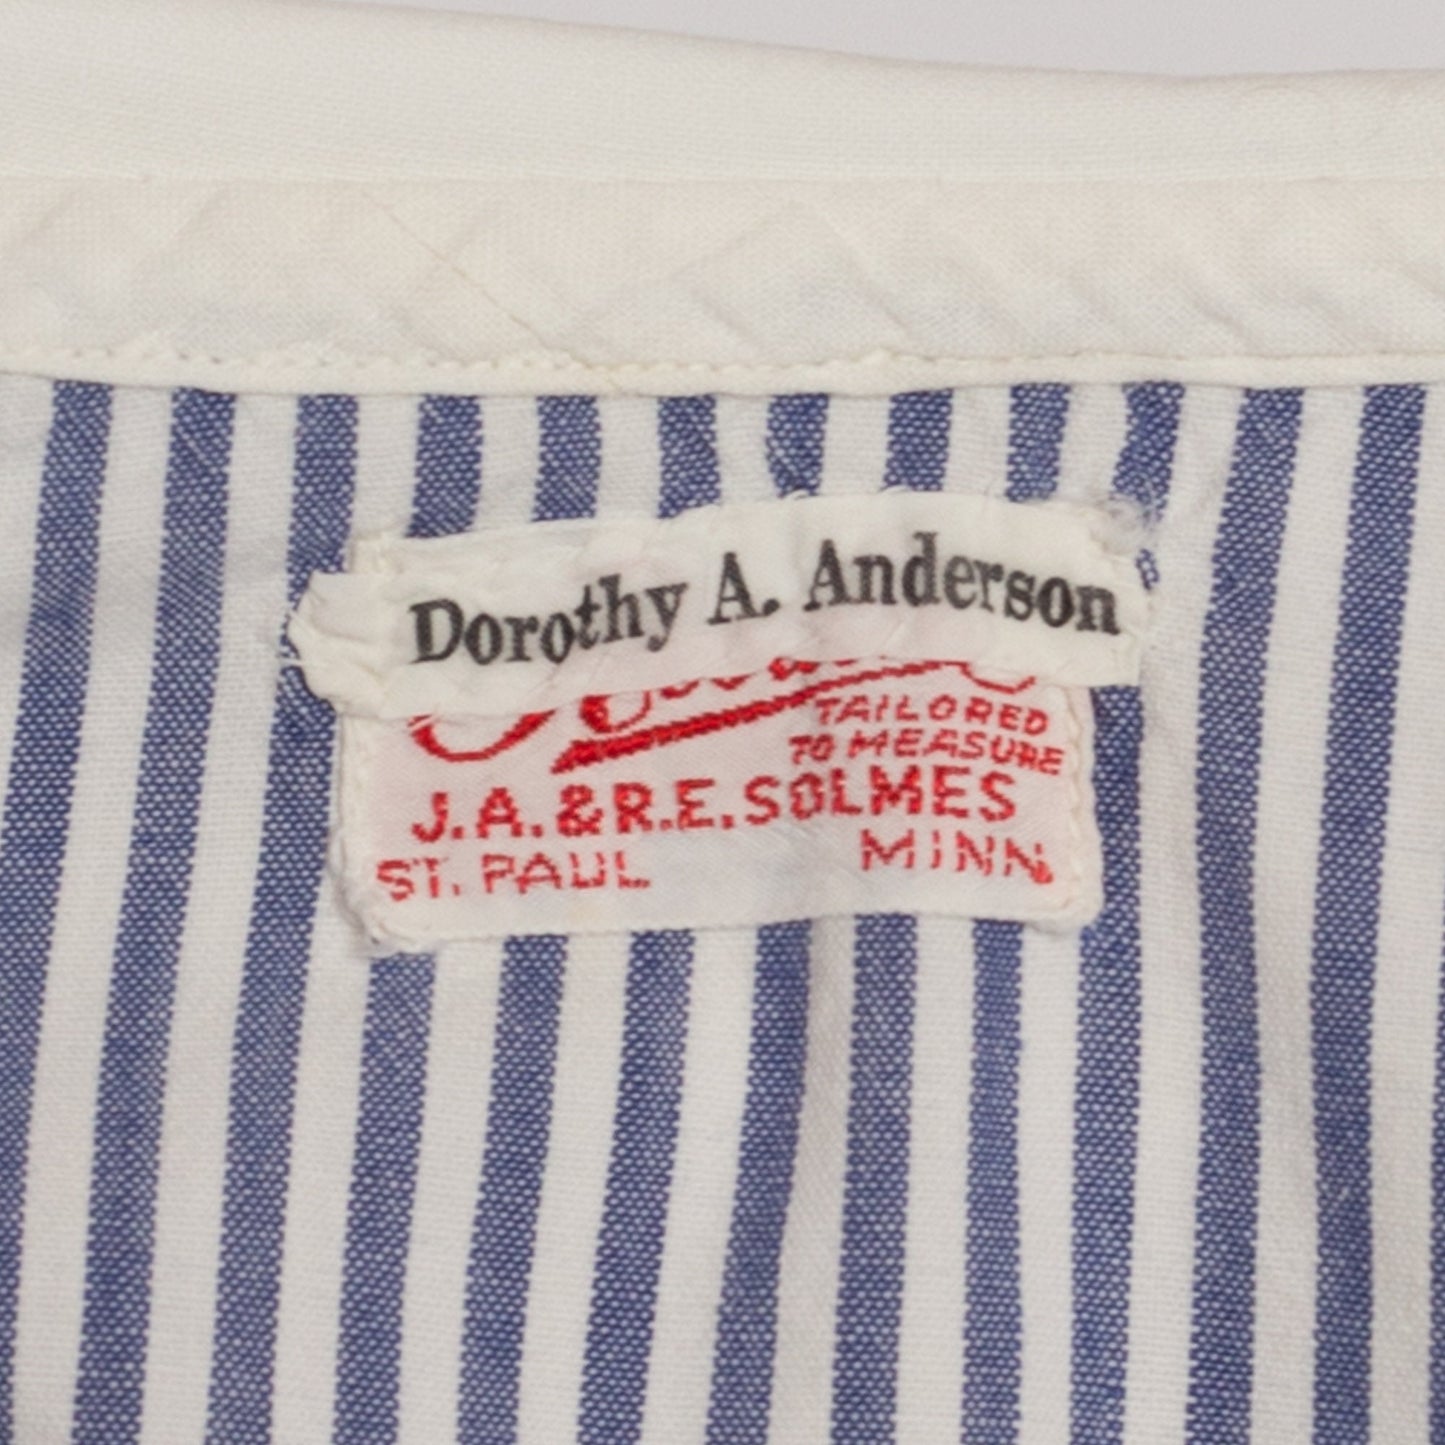 Dorothy A. Anderson
TAILORED
TO MEASURE
J.A.&R.E.SOLMES
ST. PAUL MINN.